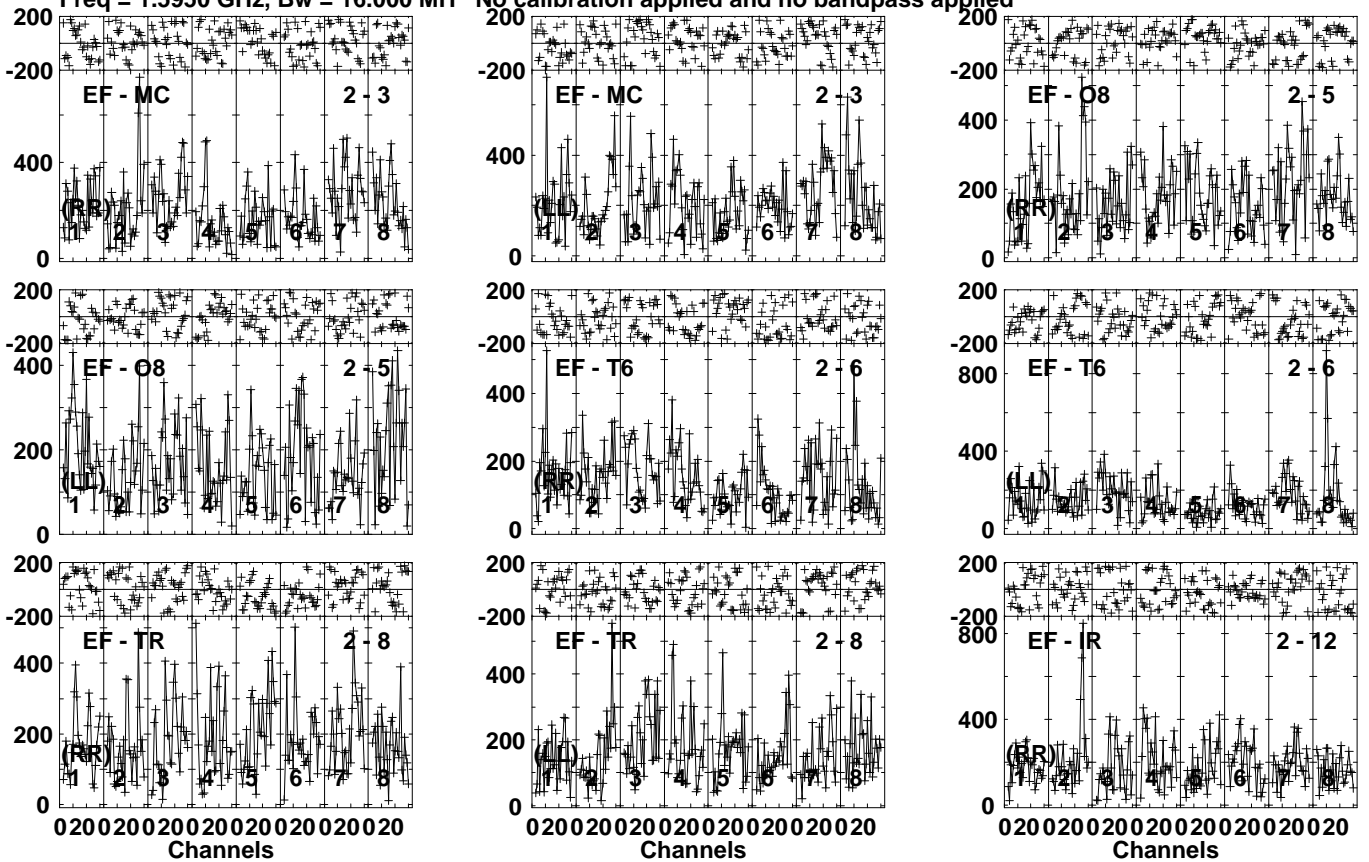 Freq = 1.5950 GHz, Bw = 16.000 MH No calibration applied and no bandpass applied
200 200 200
-200 -200 -200
EF - MC 2 - 3 EF - MC 2 - 3 EF - O8 2 - 5
400 400 400
200
(RR) (LL) (RR)
1 2 3 4 5 6 7 8 1 2 3 4 5 6 7 8 1 2 3 4 5 6 7 8
0 0 0
200 200 200
-200 -200 -200
EF - O8 2 - 5 EF - T6 2 - 6 EF - T6 2 - 6
400 400 800
200 200 400
(LL) (RR) (LL)
1 2 3 4 5 6 7 8 1 2 3 4 5 6 7 8 1 2 3 4 5 6 7 8
0 0 0
200 200 200
-200 -200 -200
EF - TR 2 - 8 EF - TR 2 - 8 EF - IR 2 - 12
400 400 800
200 200 400
(RR) (LL) (RR)
1 2 3 4 5 6 7 8 1 2 3 4 5 6 7 8 1 2 3 4 5 6 7 8
0 0 0
0 20 0 20 0 20 0 20 0 20 0 20 0 20 0 20 0 20 0 20 0 20 0 20 0 20 0 20 0 20 0 20 0 20 0 20 0 20 0 20 0 20 0 20 0 20 0 20
Channels Channels Channels